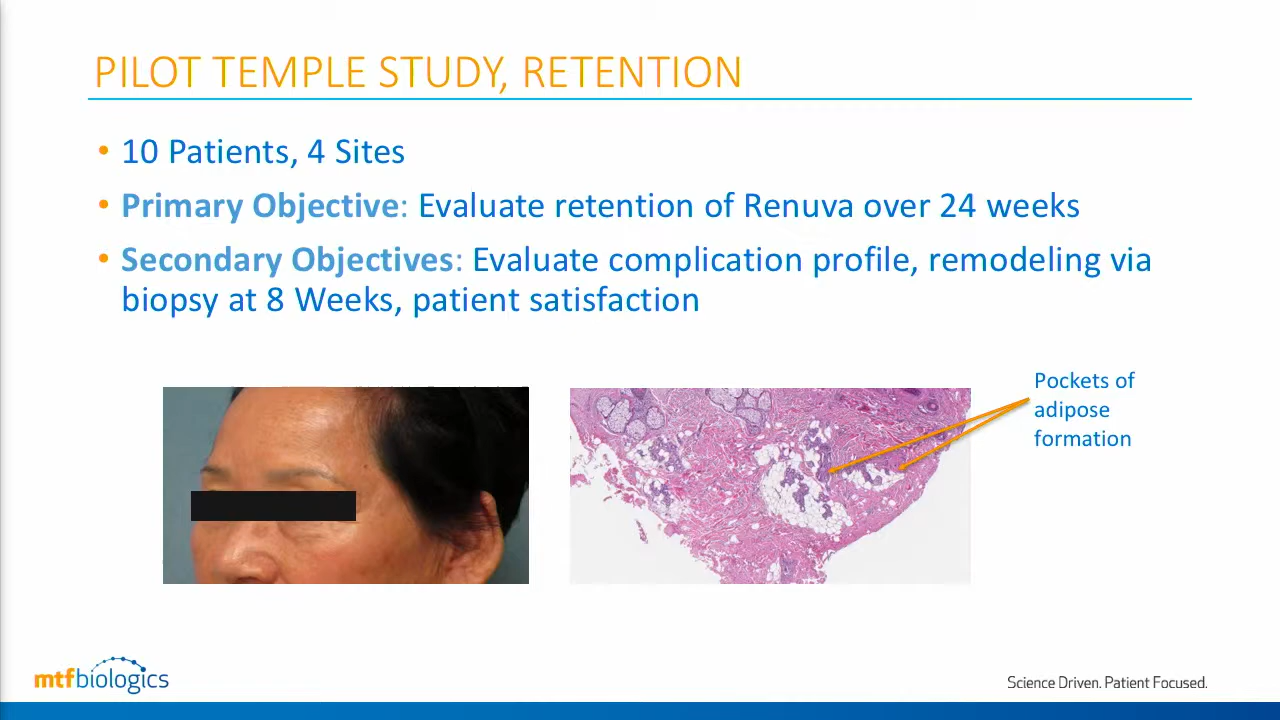 PILOT TEMPLE STUDY, RETENTION
• 10 Patients, 4 Sites
• Primary Objective: Evaluate retention of Renuva over 24 weeks
• Secondary Objectives: Evaluate complication profile, remodeling via
biopsy at 8 Weeks, patient satisfaction
Pockets of
adipose
formation
mtfbiologics
Science Driven. Patient Focused.